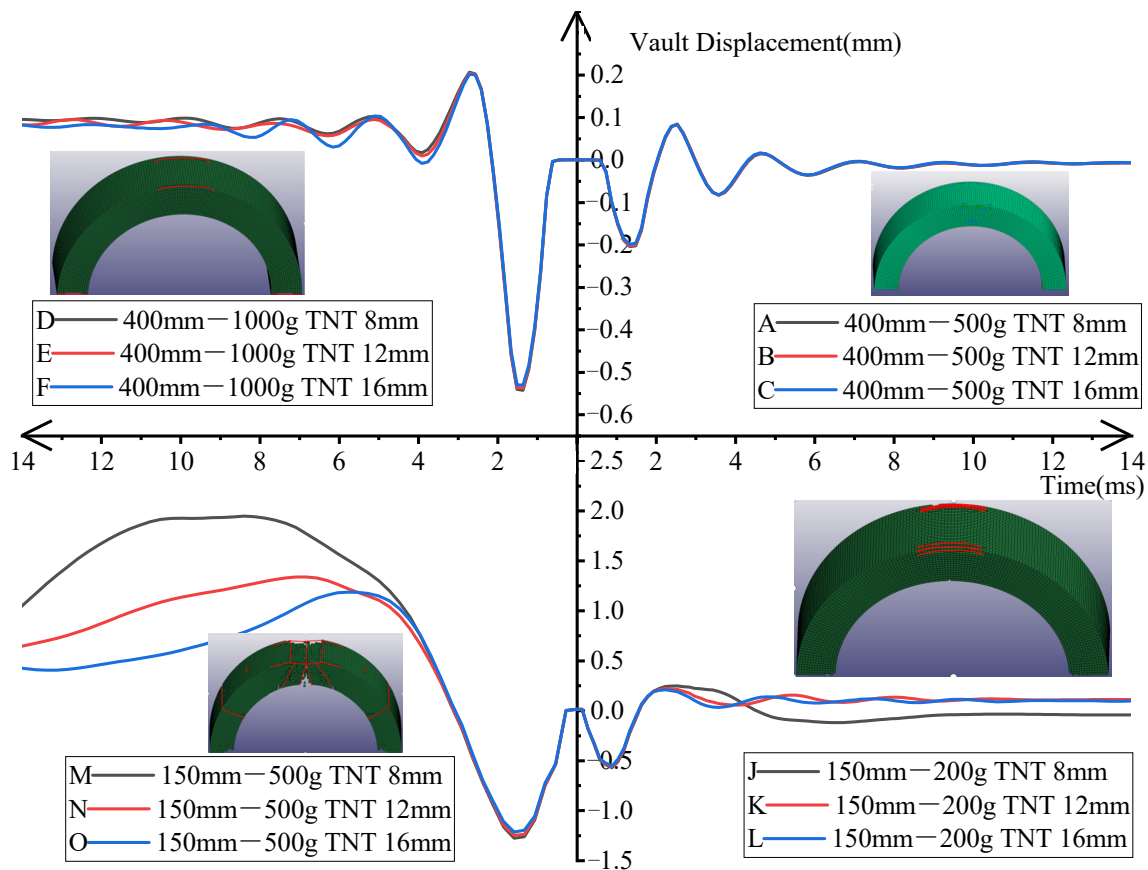 Vault Displacement(mm)
0.2
0.1
0.0
−0.1
−0.2
−0.3
−0.4
−0.5
−0.6
D 400mm—1000g TNT 8mm
E 400mm—1000g TNT 12mm
F 400mm—1000g TNT 16mm
A 400mm—500g TNT 8mm
B 400mm—500g TNT 12mm
C 400mm—500g TNT 16mm
14 12 10 8 6 4 2 2 4 6 8 10 12 14
Time(ms)
2.5
2.0
1.5
1.0
0.5
0.0
−0.5
−1.0
−1.5
M 150mm—500g TNT 8mm
N 150mm—500g TNT 12mm
O 150mm—500g TNT 16mm
J 150mm—200g TNT 8mm
K 150mm—200g TNT 12mm
L 150mm—200g TNT 16mm